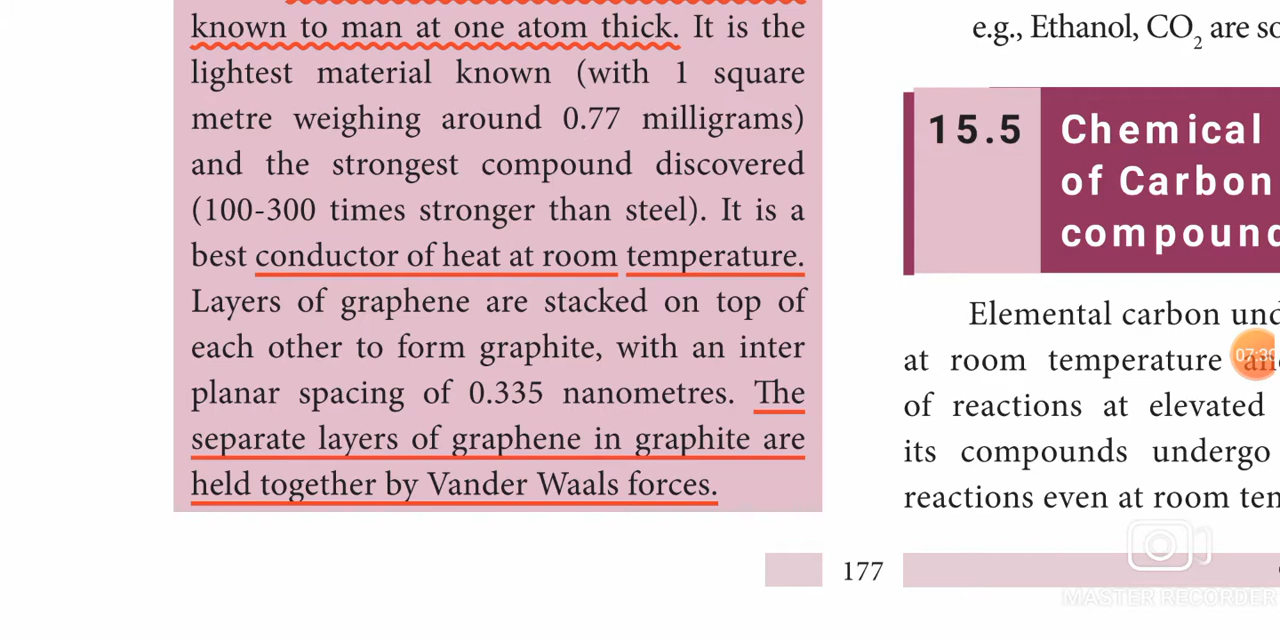 known to man at one atom thick. It is the
lightest material known (with 1 square
metre weighing around 0.77 milligrams)
and the strongest compound discovered
(100-300 times stronger than steel). It is a
best conductor of heat at room temperature.
Layers of graphene are stacked on top of
each other to form graphite, with an inter
planar spacing of 0.335 nanometres. The
separate layers of graphene in graphite are
held together by Vander Waals forces.
e.g., Ethanol, CO₂ are
15.5 Chemical
of Carbon
compound
Elemental carbon
at room temperature
of reactions at elevated
its compounds undergo
reactions even at room
177
MASTER RECORDER